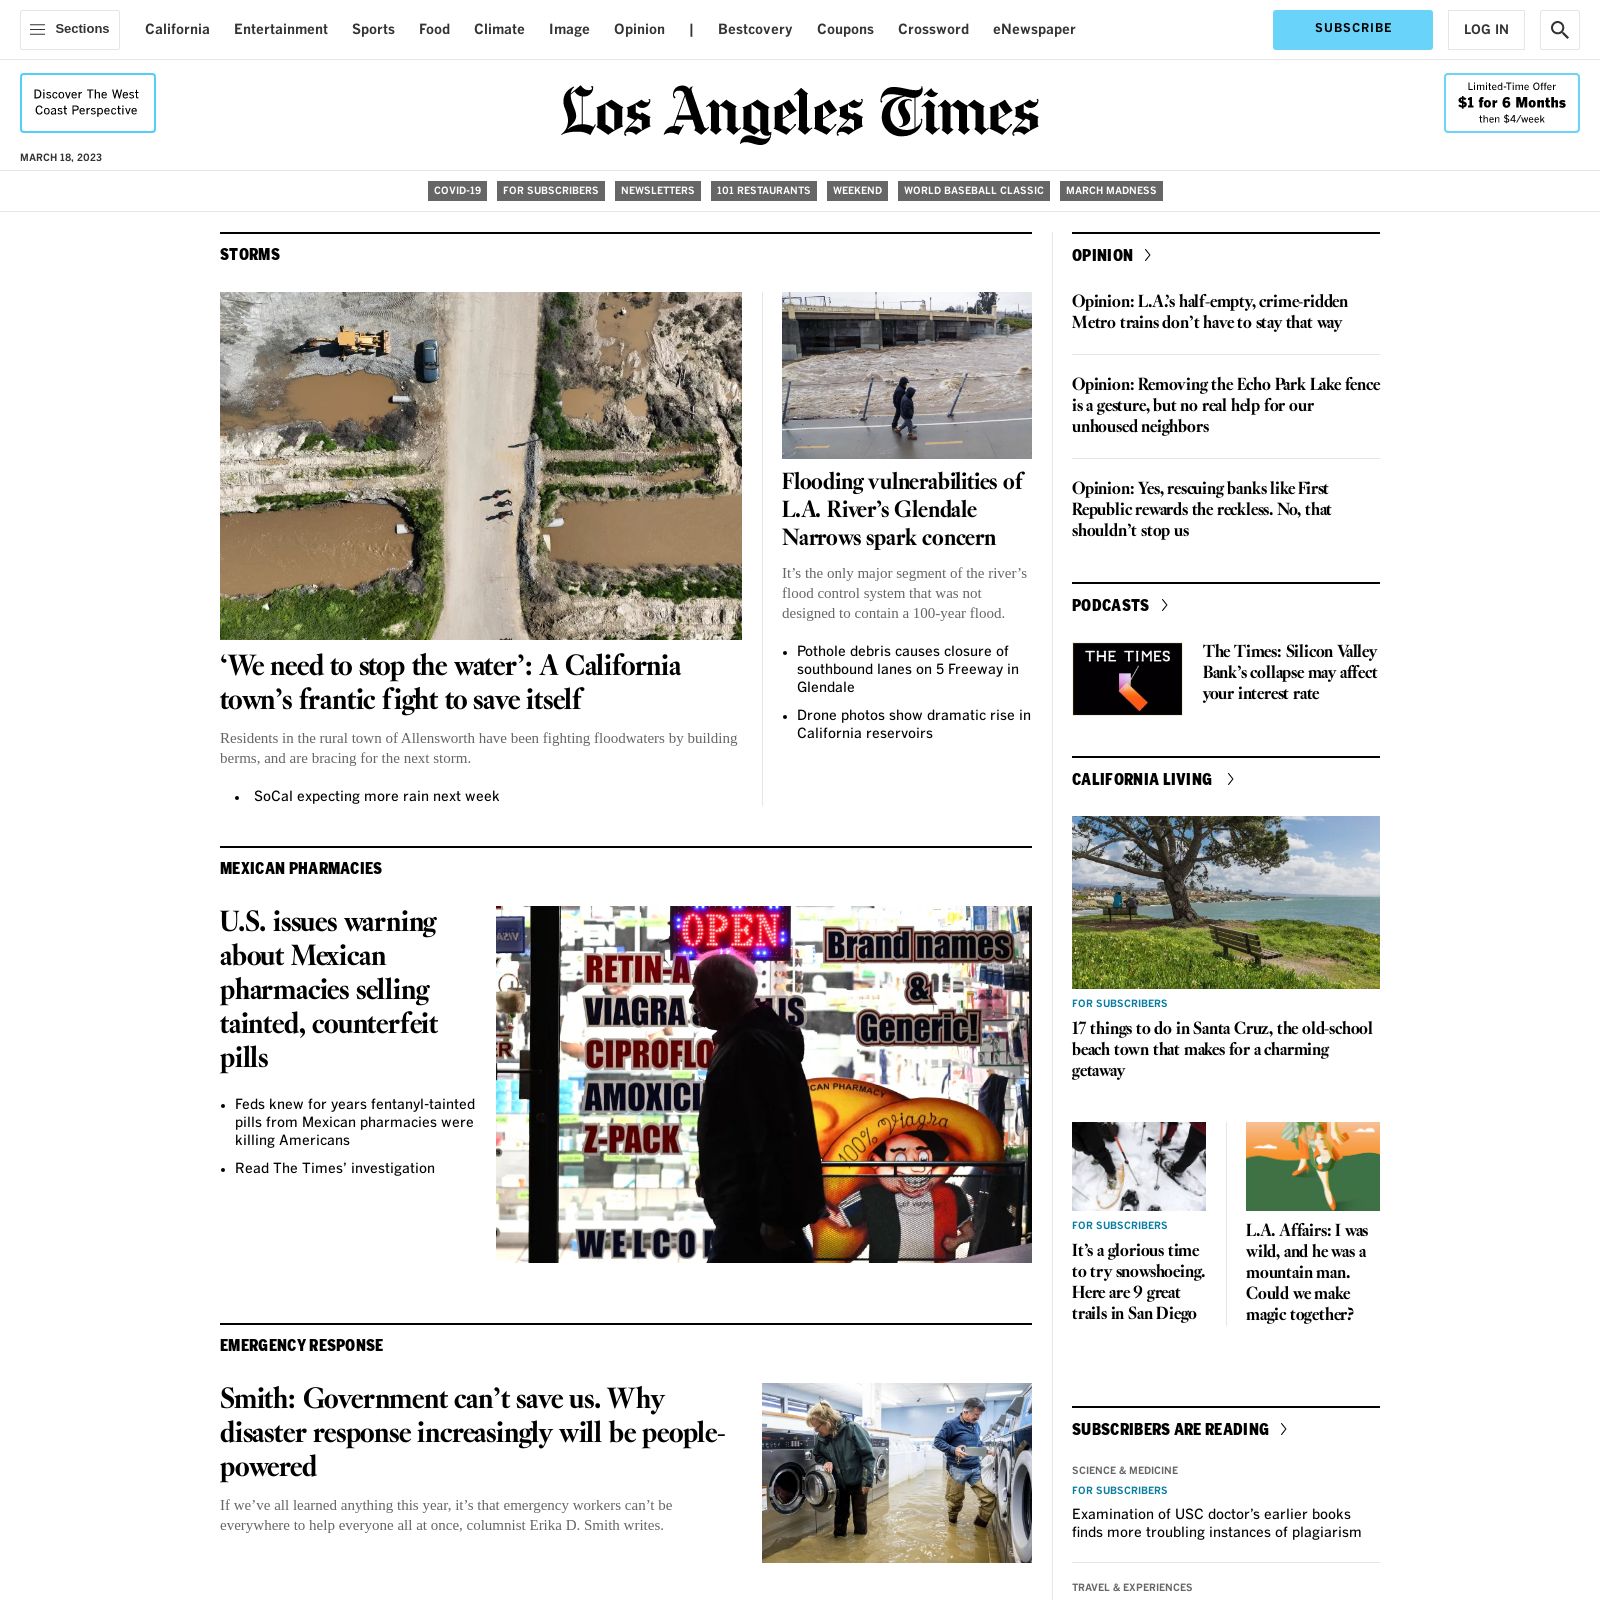 Sections
California
Entertainment
Sports
Food
Climate
Image
Opinion
|
Bestcovery
Coupons
Crossword
eNewspaper
SUBSCRIBE
LOG IN
Discover The West
Coast Perspective
Los Angeles Times
Limited-Time Offer
$1 for 6 Months
then $4/week
MARCH 18, 2023
COVID-19
FOR SUBSCRIBERS
NEWSLETTERS
101 RESTAURANTS
WEEKEND
WORLD BASEBALL CLASSIC
MARCH MADNESS
STORMS
‘We need to stop the water’: A California
town’s frantic fight to save itself
Residents in the rural town of Allensworth have been fighting floodwaters by building
berms, and are bracing for the next storm.
• SoCal expecting more rain next week
Flooding vulnerabilities of
L.A. River’s Glendale
Narrows spark concern
It’s the only major segment of the river’s
flood control system that was not
designed to contain a 100-year flood.
• Pothole debris causes closure of
southbound lanes on 5 Freeway in
Glendale
• Drone photos show dramatic rise in
California reservoirs
MEXICAN PHARMACIES
U.S. issues warning
about Mexican
pharmacies selling
tainted, counterfeit
pills
• Feds knew for years fentanyl-tainted
pills from Mexican pharmacies were
killing Americans
• Read The Times’ investigation
VISA
OPEN
RETIN-A
VIAGRA &
CIPROFLO
AMOXICI
Z-PACK
WELCO
Brand names
&
Generic!
CAN PHARMACY
100% Viagra
EMERGENCY RESPONSE
Smith: Government can’t save us. Why
disaster response increasingly will be people-
powered
If we’ve all learned anything this year, it’s that emergency workers can’t be
everywhere to help everyone all at once, columnist Erika D. Smith writes.
OPINION
Opinion: L.A.’s half-empty, crime-ridden
Metro trains don’t have to stay that way
Opinion: Removing the Echo Park Lake fence
is a gesture, but no real help for our
unhoused neighbors
Opinion: Yes, rescuing banks like First
Republic rewards the reckless. No, that
shouldn’t stop us
PODCASTS
THE TIMES
The Times: Silicon Valley
Bank’s collapse may affect
your interest rate
CALIFORNIA LIVING
FOR SUBSCRIBERS
17 things to do in Santa Cruz, the old-school
beach town that makes for a charming
getaway
FOR SUBSCRIBERS
It’s a glorious time
to try snowshoeing.
Here are 9 great
trails in San Diego
L.A. Affairs: I was
wild, and he was a
mountain man.
Could we make
magic together?
SUBSCRIBERS ARE READING
SCIENCE & MEDICINE
FOR SUBSCRIBERS
Examination of USC doctor’s earlier books
finds more troubling instances of plagiarism
TRAVEL & EXPERIENCES